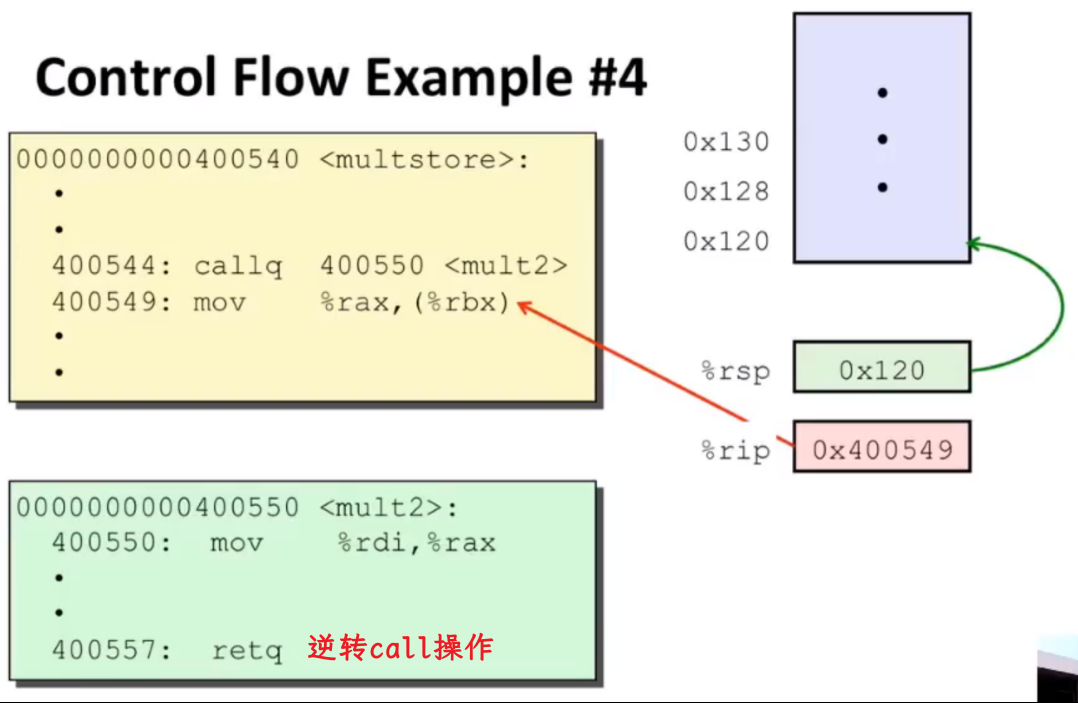 Control Flow Example #4
0000000000400540 <multstore>:
•
•
400544: callq 400550 <mult2>
400549: mov %rax,(%rbx)
•
•
0000000000400550 <mult2>:
400550: mov %rdi,%rax
•
•
400557: retq 逆转call操作
•
0x130 •
0x128 •
0x120
%rsp 0x120
%rip 0x400549